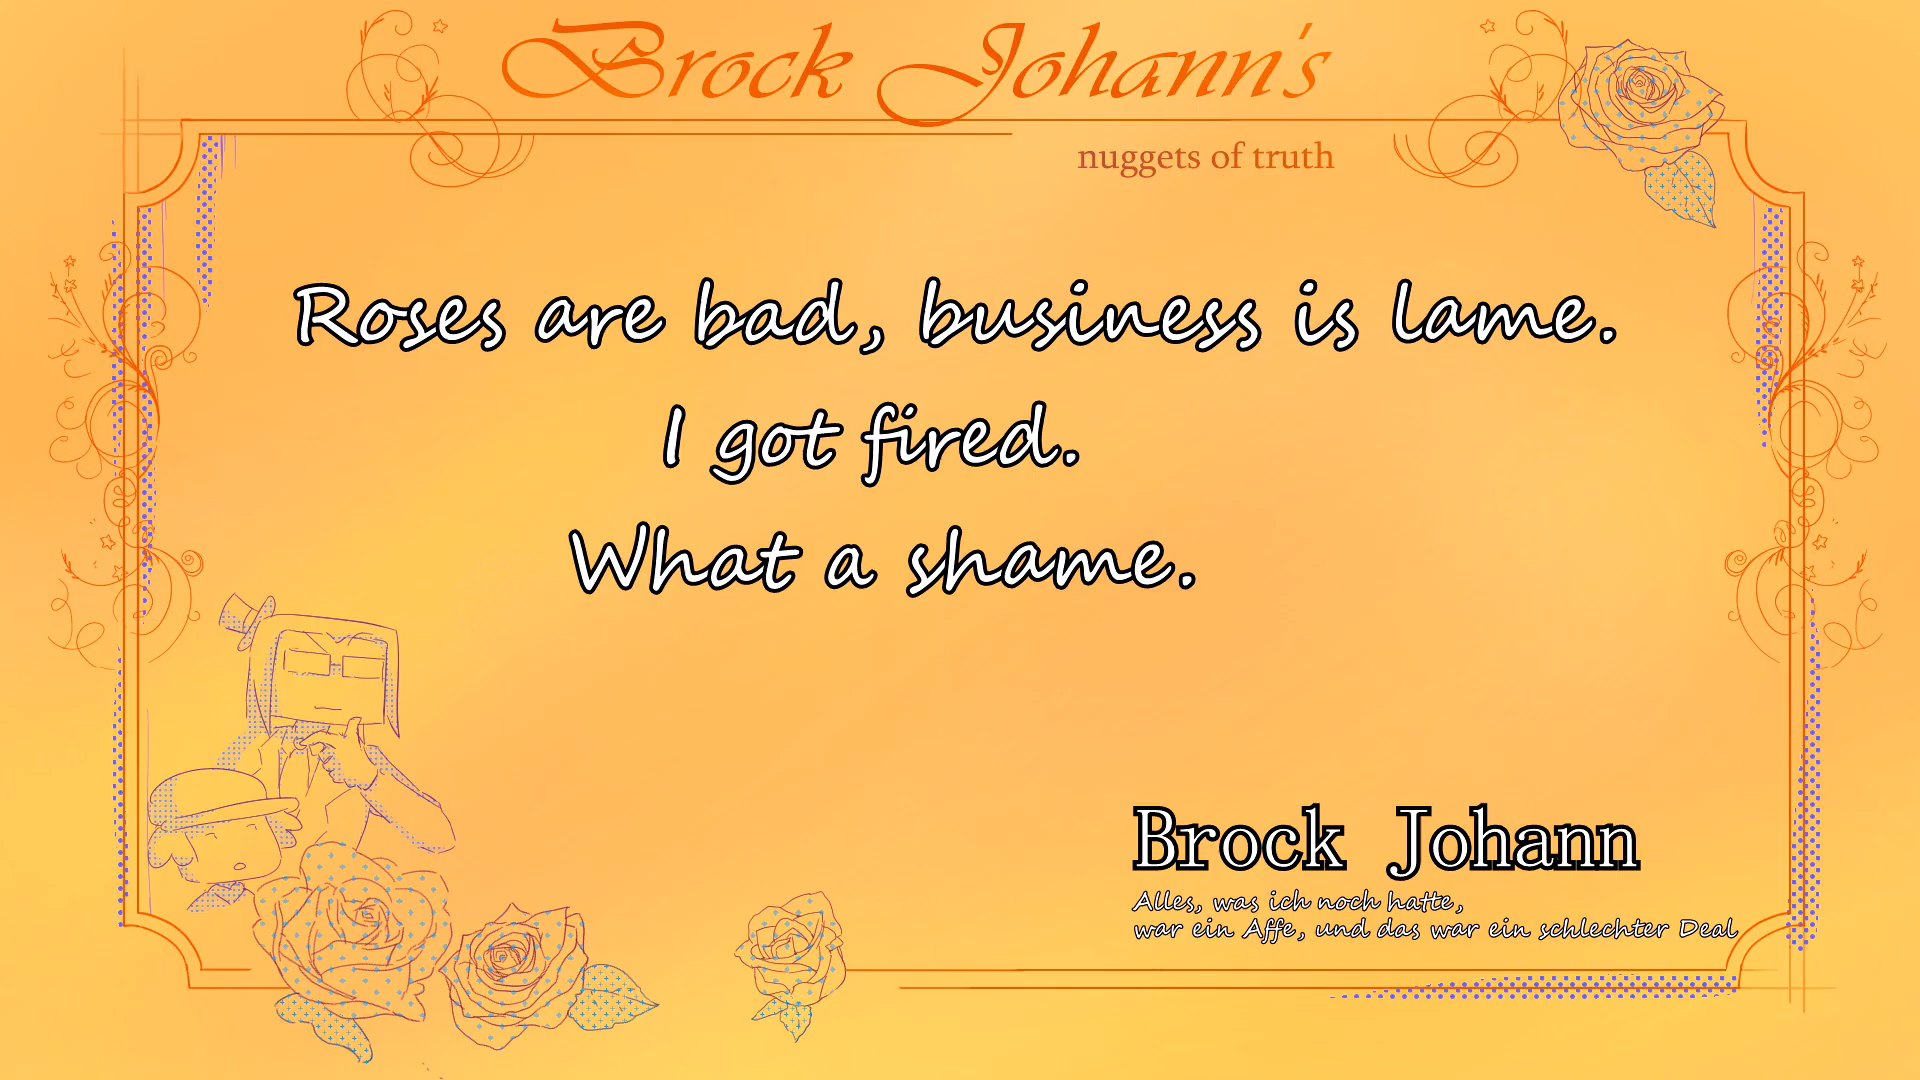 Brock Johann's
nuggets of truth
Roses are bad, business is lame.
I got fired.
What a shame.
Brock Johann
Alles, was ich noch hatte,
war ein Affe, und das war ein schlechter Deal